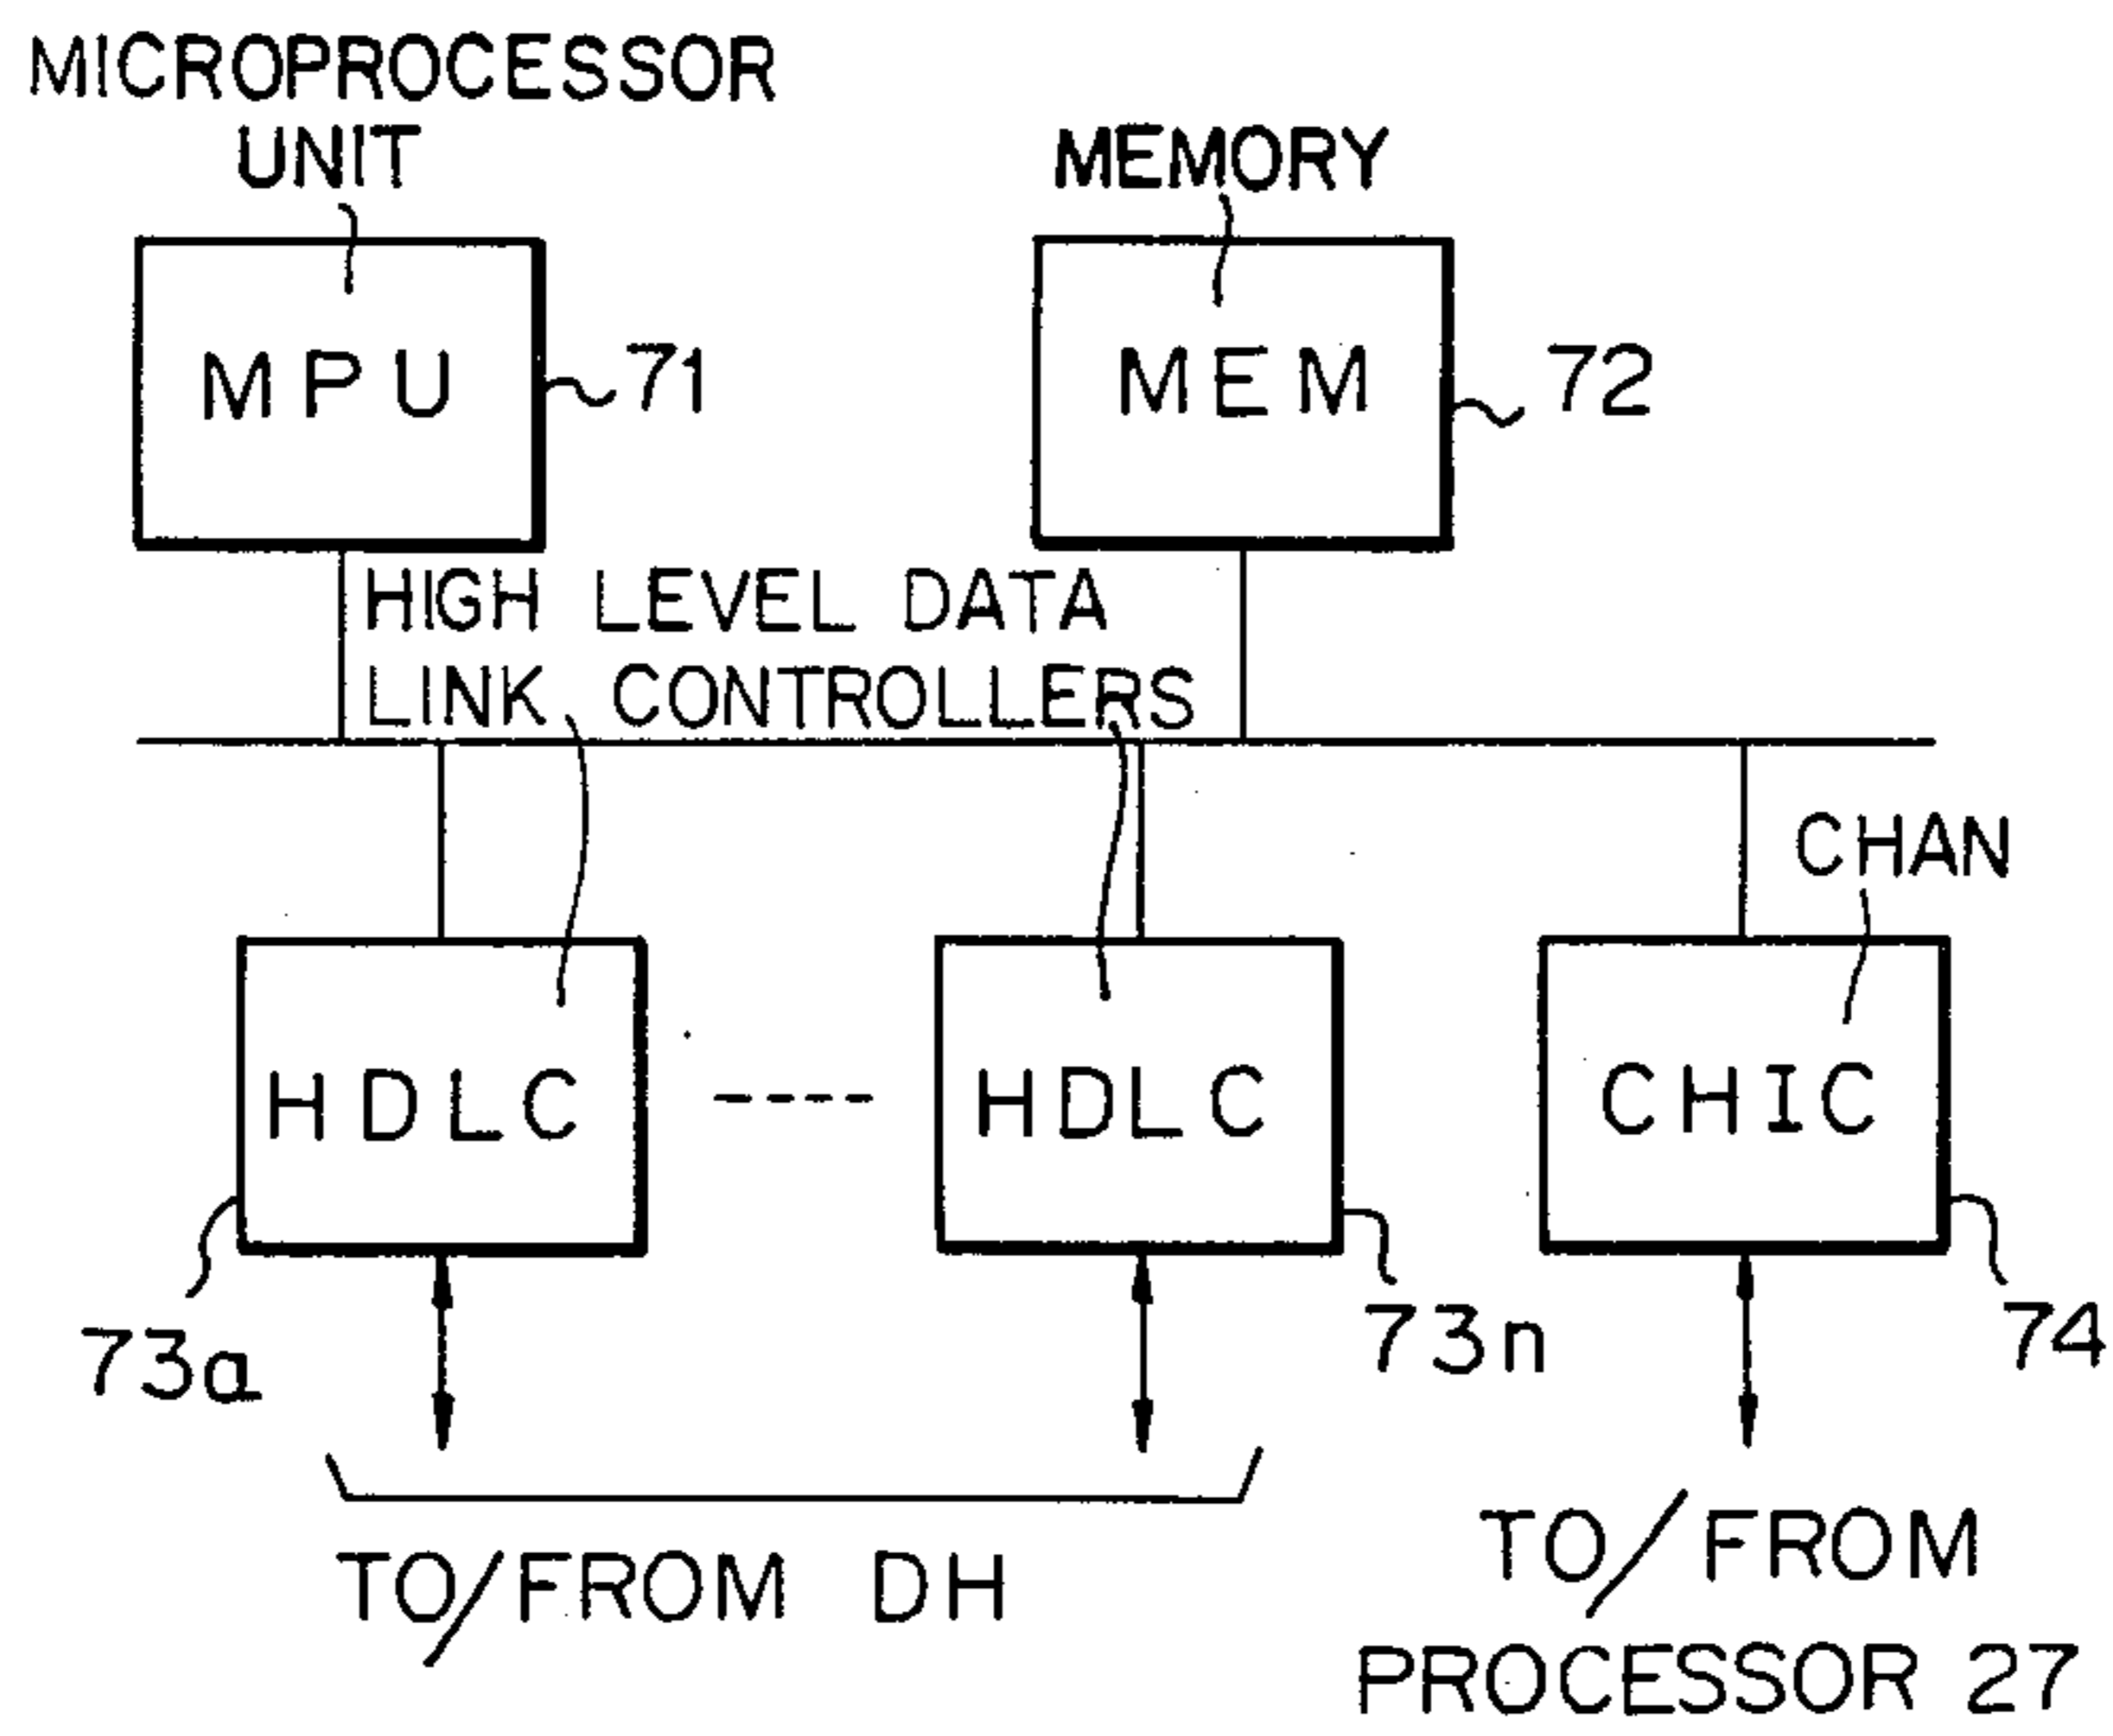 MICROPROCESSOR
UNIT
MEMORY
MPU
71
MEM
72
HIGH LEVEL DATA
LINK CONTROLLERS
CHAN
HDLC
HDLC
CHIC
73a
73n
74
TO/FROM DH
TO/FROM
PROCESSOR 27